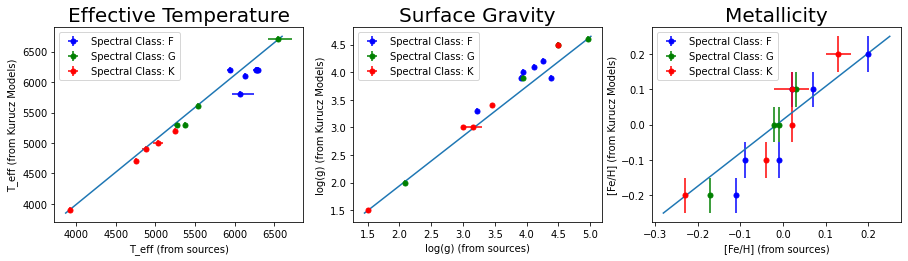 Effective Temperature
T_eff (from Kurucz Models)
6500
6000
5500
5000
4500
4000
Spectral Class: F
Spectral Class: G
Spectral Class: K
4000 4500 5000 5500 6000 6500
T_eff (from sources)
Surface Gravity
log(g) (from Kurucz Models)
4.5
4.0
3.5
3.0
2.5
2.0
1.5
Spectral Class: F
Spectral Class: G
Spectral Class: K
1.5 2.0 2.5 3.0 3.5 4.0 4.5 5.0
log(g) (from sources)
Metallicity
[Fe/H] (from Kurucz Models)
0.2
0.1
0.0
−0.1
−0.2
Spectral Class: F
Spectral Class: G
Spectral Class: K
−0.3 −0.2 −0.1 0.0 0.1 0.2
[Fe/H] (from sources)